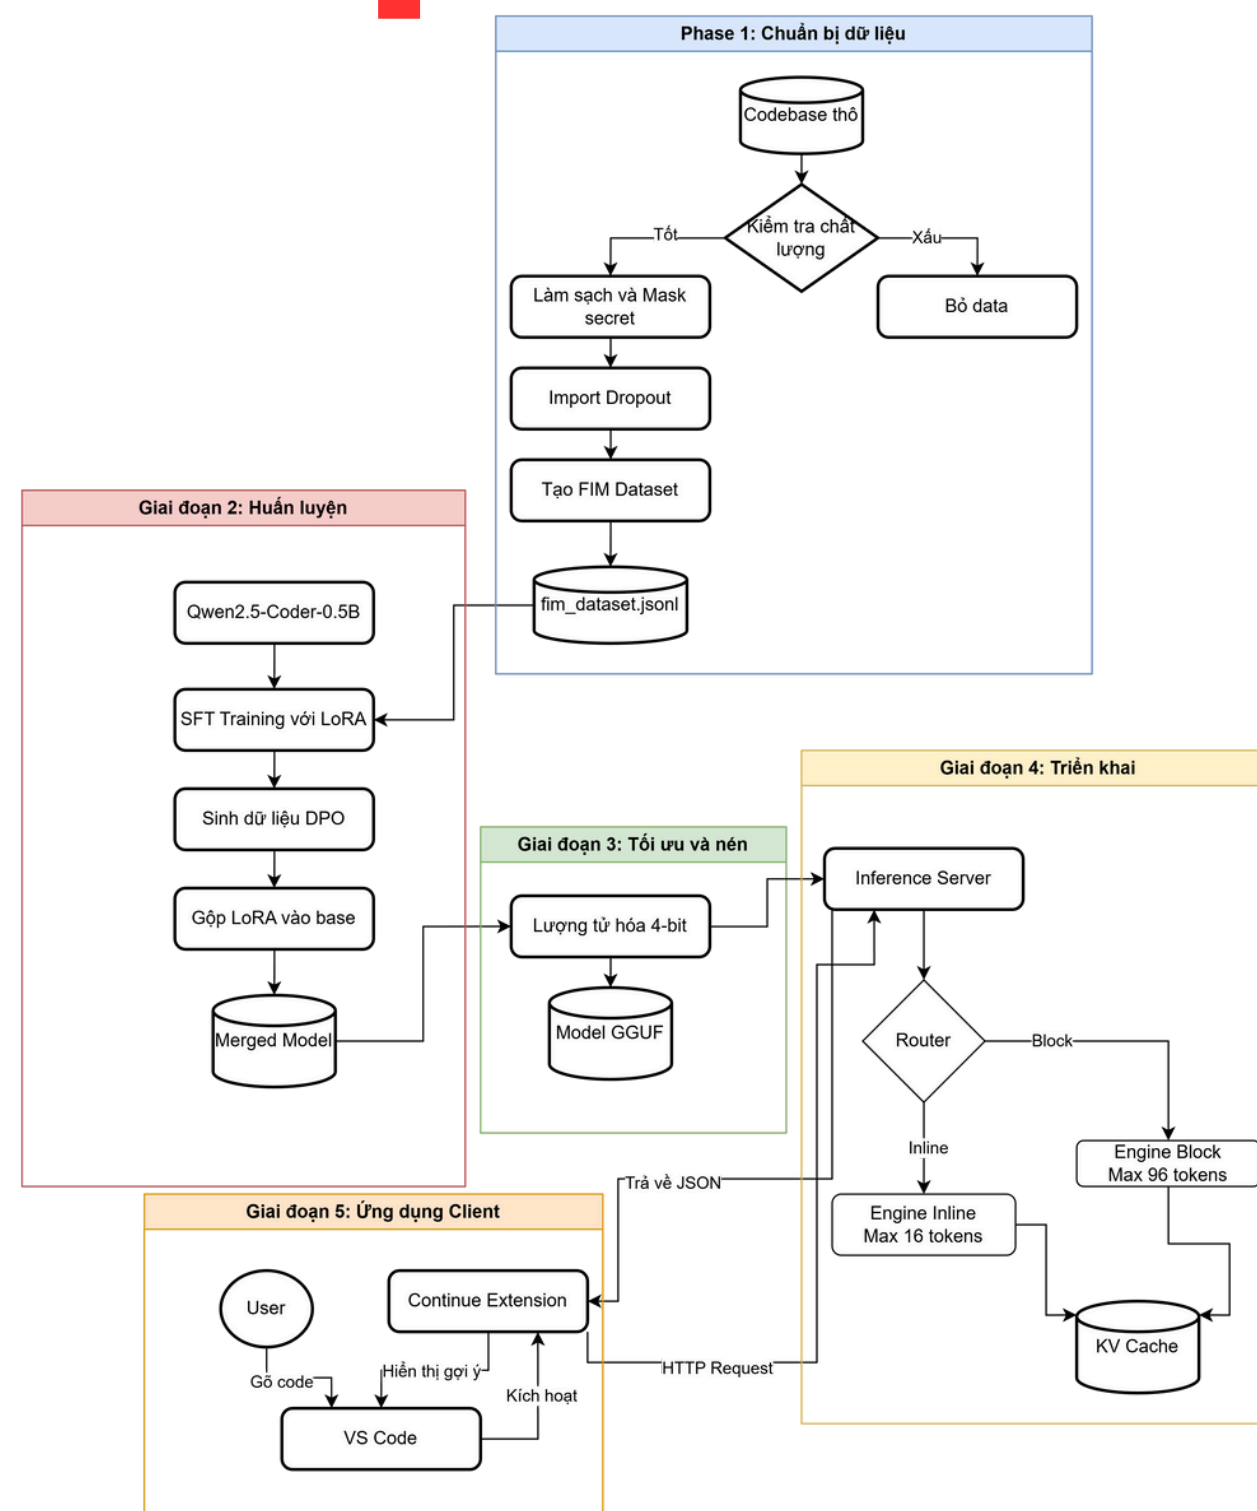 Phase 1: Chuẩn bị dữ liệu
Codebase thô
Kiểm tra chất
lượng
Tốt
Xấu
Làm sạch và Mask
secret
Bỏ data
Import Dropout
Tạo FIM Dataset
fim_dataset.jsonl
Giai đoạn 2: Huấn luyện
Qwen2.5-Coder-0.5B
SFT Training với LoRA
Sinh dữ liệu DPO
Gộp LoRA vào base
Merged Model
Giai đoạn 3: Tối ưu và nén
Lượng tử hóa 4-bit
Model GGUF
Giai đoạn 4: Triển khai
Inference Server
Router
Block
Inline
Engine Block
Max 96 tokens
Engine Inline
Max 16 tokens
KV Cache
Trả về JSON
HTTP Request
Giai đoạn 5: Ứng dụng Client
User
Continue Extension
Gõ code
Hiển thị gợi ý
Kích hoạt
VS Code